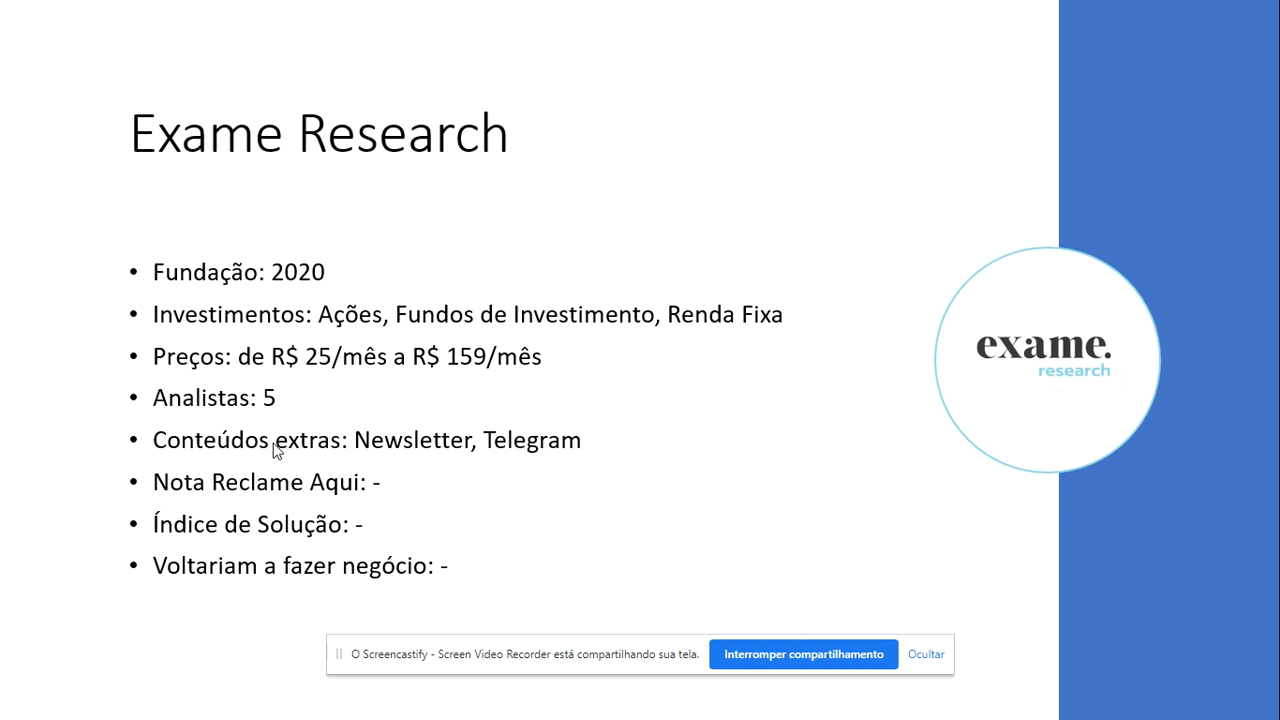 Exame Research
• Fundação: 2020
• Investimentos: Ações, Fundos de Investimento, Renda Fixa
• Preços: de R$ 25/mês a R$ 159/mês
• Analistas: 5
• Conteúdos extras: Newsletter, Telegram
• Nota Reclame Aqui: -
• Índice de Solução: -
• Voltariam a fazer negócio: -
exame.
research
O Screencastify - Screen Video Recorder está compartilhando sua tela. Interromper compartilhamento Ocultar